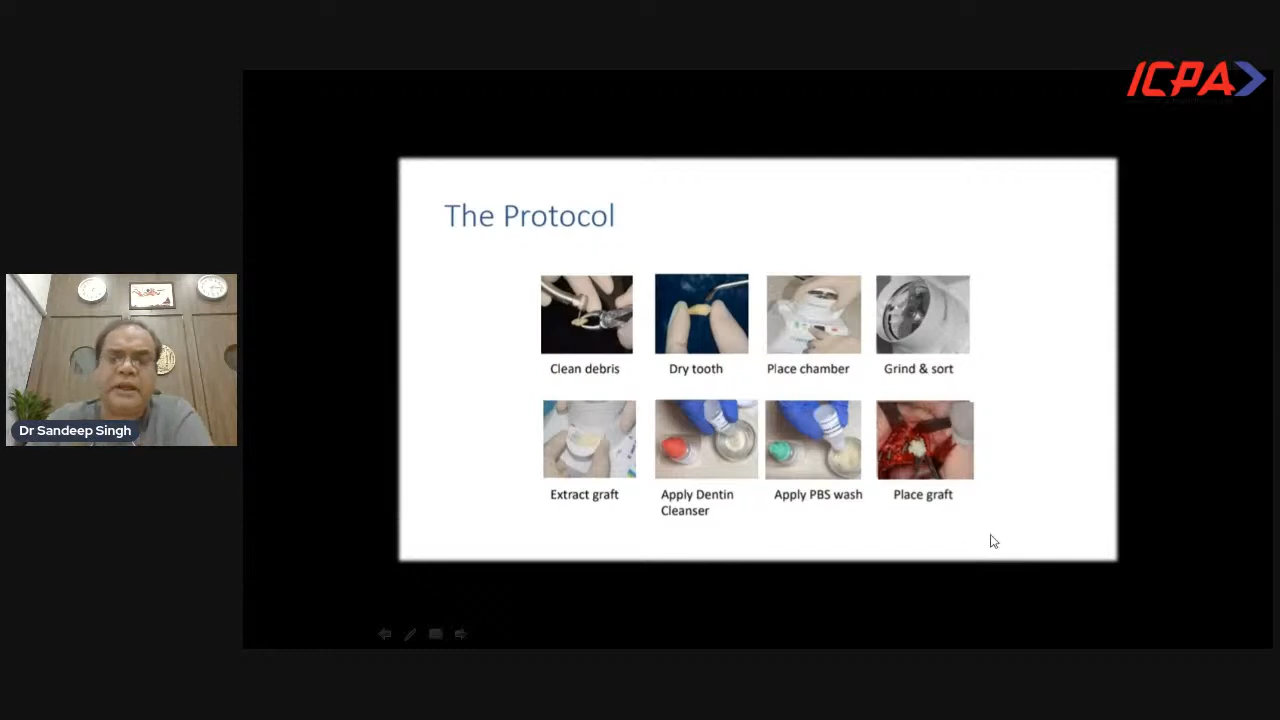 ICPA
The Protocol
Clean debris
Dry tooth
Place chamber
Grind & sort
Extract graft
Apply Dentin
Cleanser
Apply PBS wash
Place graft
Dr Sandeep Singh